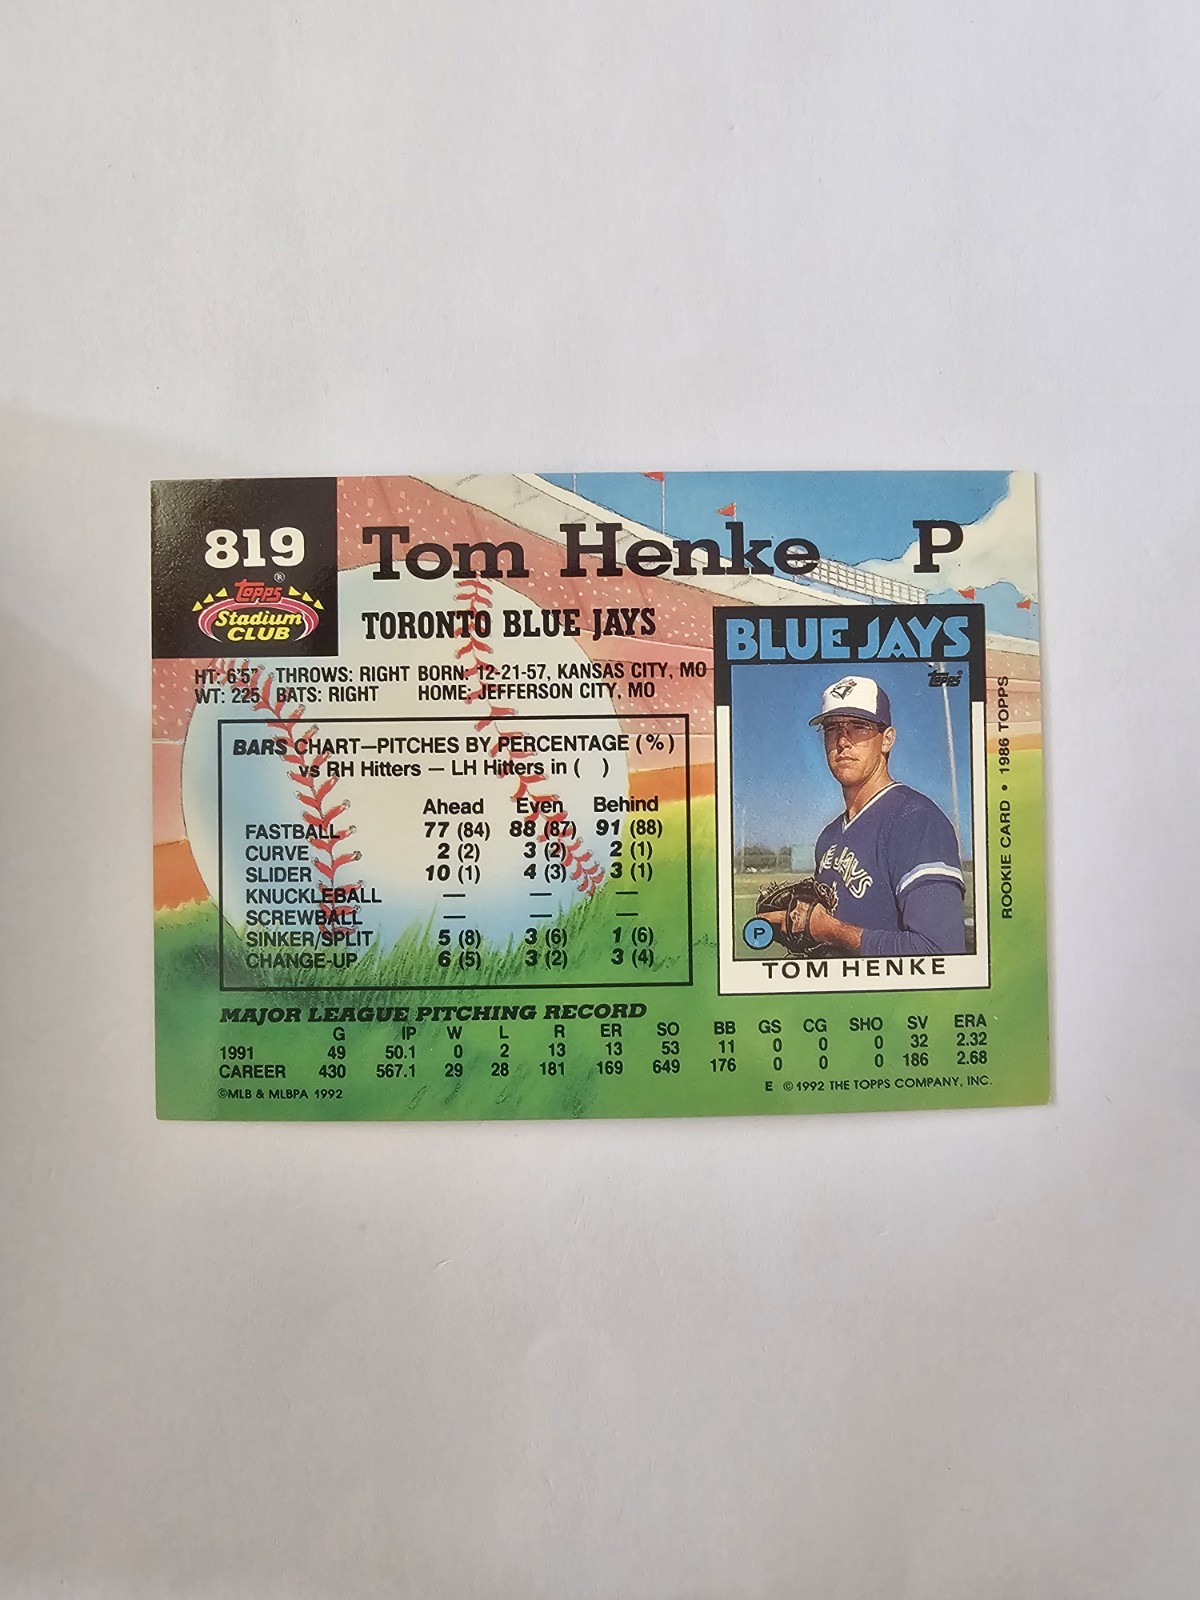 819
Topps®
Stadium
CLUB
Tom Henke P
TORONTO BLUE JAYS
HT: 6'5" THROWS: RIGHT BORN: 12-21-57, KANSAS CITY, MO
WT: 225 BATS: RIGHT HOME: JEFFERSON CITY, MO
BARS CHART—PITCHES BY PERCENTAGE (%)
vs RH Hitters — LH Hitters in ( )
Ahead Even Behind
FASTBALL 77 (84) 88 (87) 91 (88)
CURVE 2 (2) 3 (2) 2 (1)
SLIDER 10 (1) 4 (3) 3 (1)
KNUCKLEBALL — — —
SCREWBALL — — —
SINKER/SPLIT 5 (8) 3 (6) 1 (6)
CHANGE-UP 6 (5) 3 (2) 3 (4)
BLUE JAYS
Topps®
E JAYS
P
TOM HENKE
ROOKIE CARD • 1986 TOPPS
MAJOR LEAGUE PITCHING RECORD
G IP W L R ER SO BB GS CG SHO SV ERA
1991 49 50.1 0 2 13 13 53 11 0 0 0 32 2.32
CAREER 430 567.1 29 28 181 169 649 176 0 0 0 186 2.68
©MLB & MLBPA 1992
E © 1992 THE TOPPS COMPANY, INC.